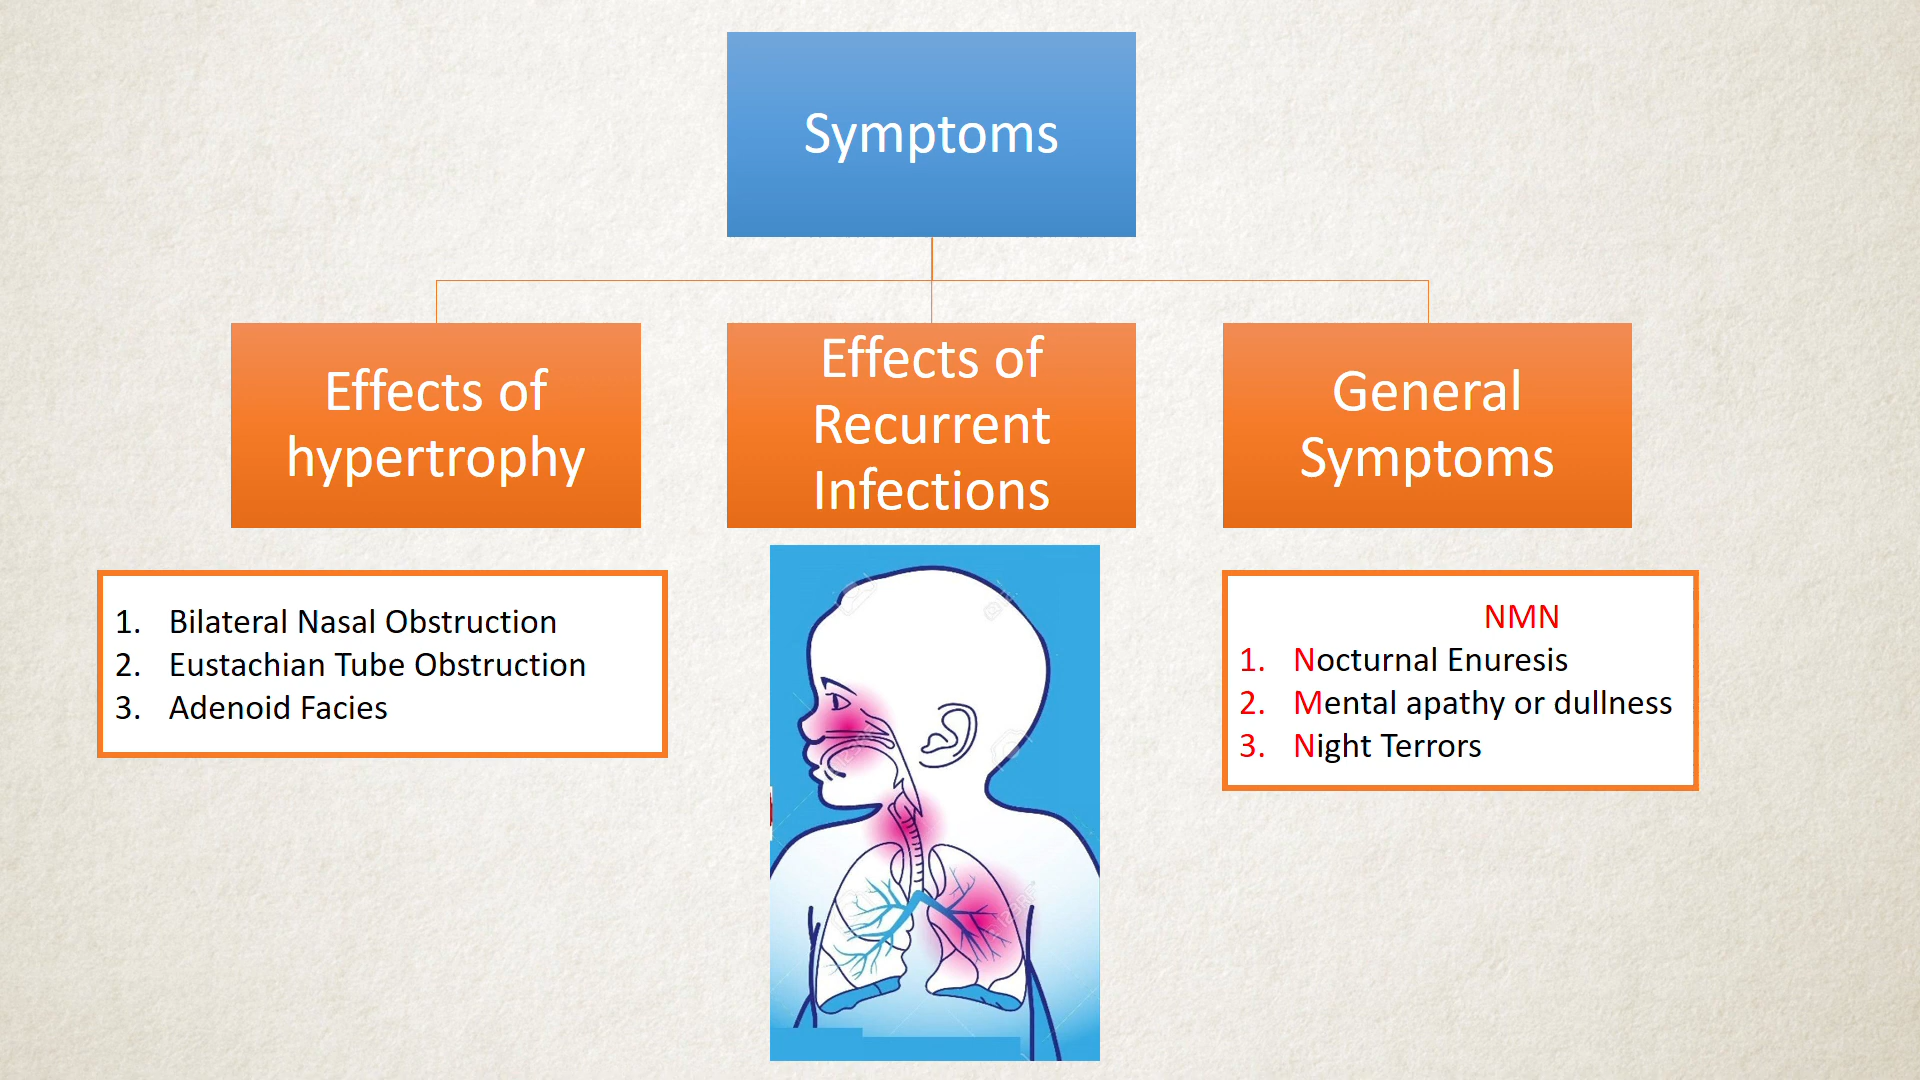 Symptoms
Effects of
hypertrophy
Effects of
Recurrent
Infections
General
Symptoms
1. Bilateral Nasal Obstruction
2. Eustachian Tube Obstruction
3. Adenoid Facies
NMN
1. Nocturnal Enuresis
2. Mental apathy or dullness
3. Night Terrors